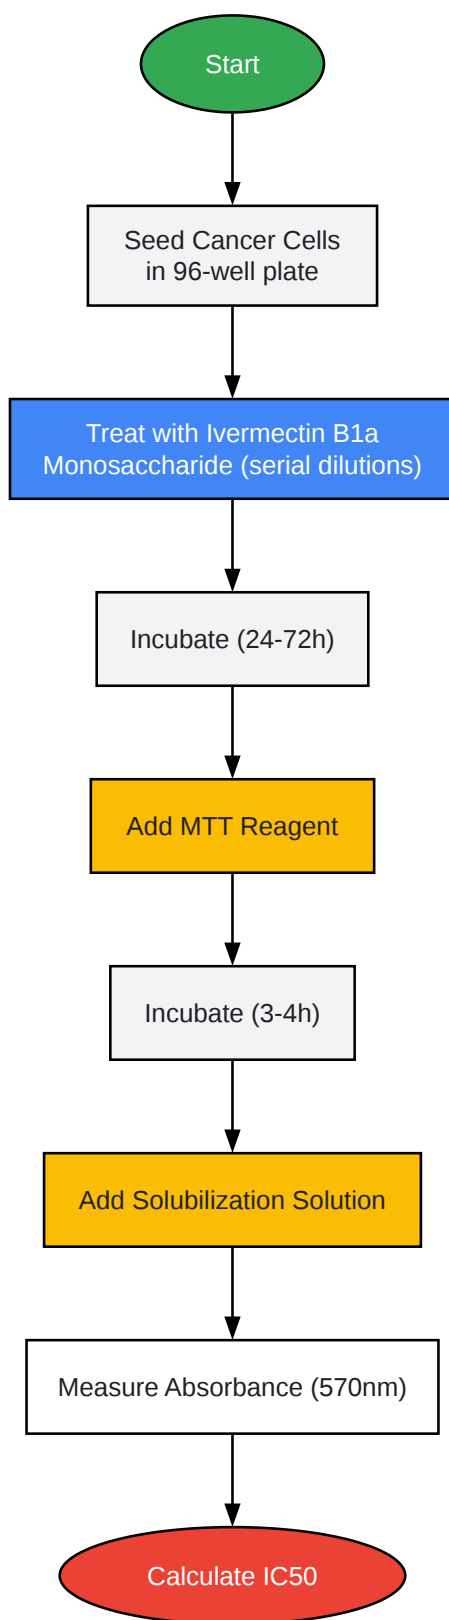 Start
Seed Cancer Cells
in 96-well plate
Treat with Ivermectin B1a
Monosaccharide (serial dilutions)
Incubate (24-72h)
Add MTT Reagent
Incubate (3-4h)
Add Solubilization Solution
Measure Absorbance (570nm)
Calculate IC50